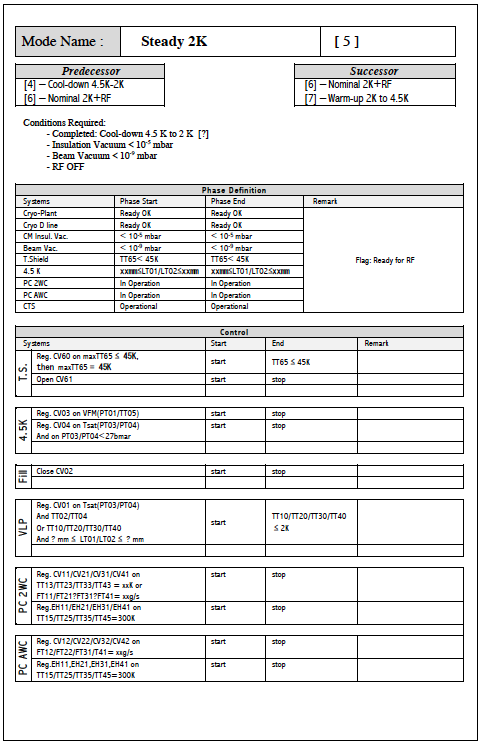 Mode Name : Steady 2K [ 5 ]
Predecessor
[4] – Cool-down 4.5K-2K
[6] – Nominal 2K+RF
Successor
[6] – Nominal 2K+RF
[7] – Warm-up 2K to 4.5K
Conditions Required:
- Completed: Cool-down 4.5 K to 2 K [?]
- Insulation Vacuum < 10⁻⁵ mbar
- Beam Vacuum < 10⁻⁹ mbar
- RF OFF
Phase Definition
Systems Phase Start Phase End Remark
Cryo-Plant Ready OK Ready OK
Cryo D line Ready OK Ready OK
CM Insul. Vac. < 10⁻⁵ mbar < 10⁻⁵ mbar
Beam Vac. < 10⁻⁹ mbar < 10⁻⁹ mbar
T.Shield TT65< 45K TT65< 45K
Flag: Ready for RF
4.5 K xxmm≤LT01/LT02≤xxmm xxmm≤LT01/LT02≤xxmm
PC 2WC In Operation In Operation
PC AWC In Operation In Operation
CTS Operational Operational
Control
Systems Start End Remark
T.S.
Reg. CV60 on maxTT65 ≤ 45K,
then maxTT65 = 45K
start TT65 ≤ 45K
Open CV61 start stop
4.5K
Reg. CV03 on VFM(PT01/TT05) start stop
Reg. CV04 on Tsat(PT03/PT04) start stop
And on PT03/PT04<27bmar
Fill
Close CV02 start stop
VLP
Reg. CV01 on Tsat(PT03/PT04)
And TT02/TT04
Or TT10/TT20/TT30/TT40
And ? mm ≤ LT01/LT02 ≤ ? mm
start
TT10/TT20/TT30/TT40
≤ 2K
PC 2WC
Reg. CV11/CV21/CV31/CV41 on start stop
TT13/TT23/TT33/TT43 = xxK or
FT11/FT21?FT31?FT41= xxg/s
Reg.EH11/EH21/EH31/EH41 on start stop
TT15/TT25/TT35/TT45=300K
PC AWC
Reg. CV12/CV22/CV32/CV42 on start stop
FT12/FT22/FT31/T41= xxg/s
Reg.EH11,EH21,EH31,EH41 on start stop
TT15/TT25/TT35/TT45=300K